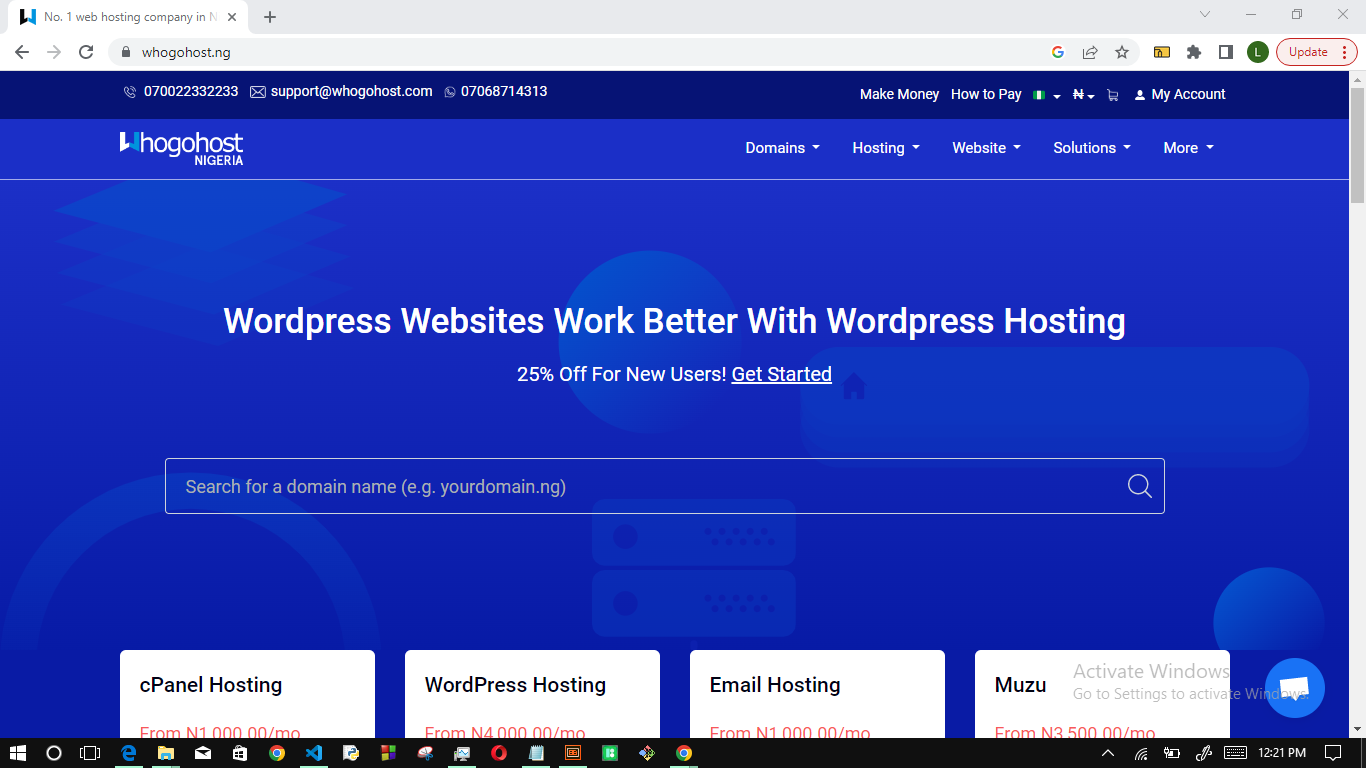 No. 1 web hosting company in N
whogohost.ng
L
Update
070022332233 support@whogohost.com 07068714313
Make Money How to Pay ₦ My Account
Whogohost
NIGERIA
Domains Hosting Website Solutions More
Wordpress Websites Work Better With Wordpress Hosting
25% Off For New Users! Get Started
Search for a domain name (e.g. yourdomain.ng)
cPanel Hosting
From N1,000.00/mo
WordPress Hosting
From N4,000.00/mo
Email Hosting
From N1,000.00/mo
Muzu
From N3,500.00/mo
Activate Windows
Go to Settings to activate Windows.
12:21 PM